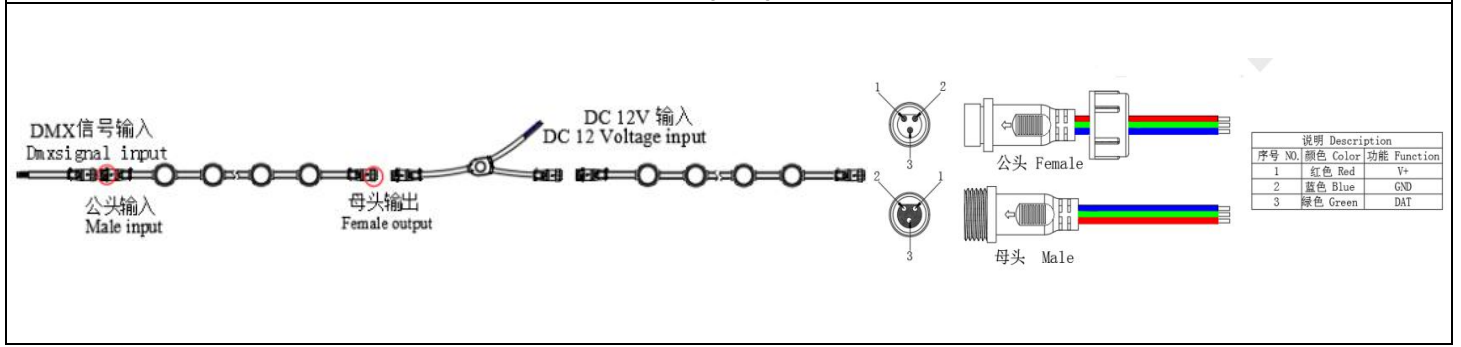 DMX信号输入
Dmxsignal input
公头输入
Male input
母头输出
Female output
DC 12V 输入
DC 12 Voltage input
1
2
3
公头 Female
2
1
3
母头 Male
说明 Description
序号 NO. 颜色 Color 功能 Function
1 红色 Red V+
2 蓝色 Blue GND
3 绿色 Green DAT